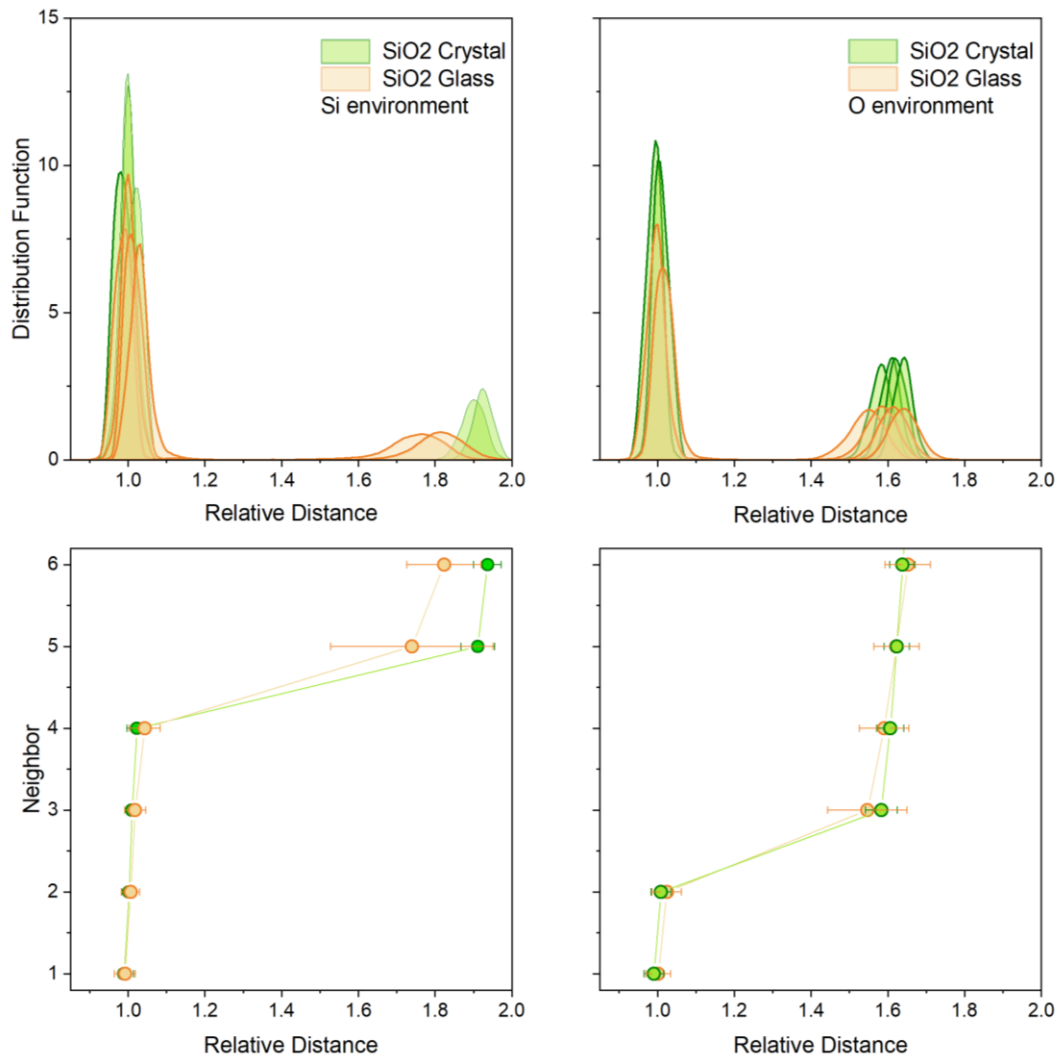 15
10
5
0
Distribution Function
SiO2 Crystal
SiO2 Glass
Si environment
1.0 1.2 1.4 1.6 1.8 2.0
Relative Distance
SiO2 Crystal
SiO2 Glass
O environment
1.0 1.2 1.4 1.6 1.8 2.0
Relative Distance
6
5
4
3
2
1
Neighbor
1.0 1.2 1.4 1.6 1.8 2.0
Relative Distance
1.0 1.2 1.4 1.6 1.8 2.0
Relative Distance